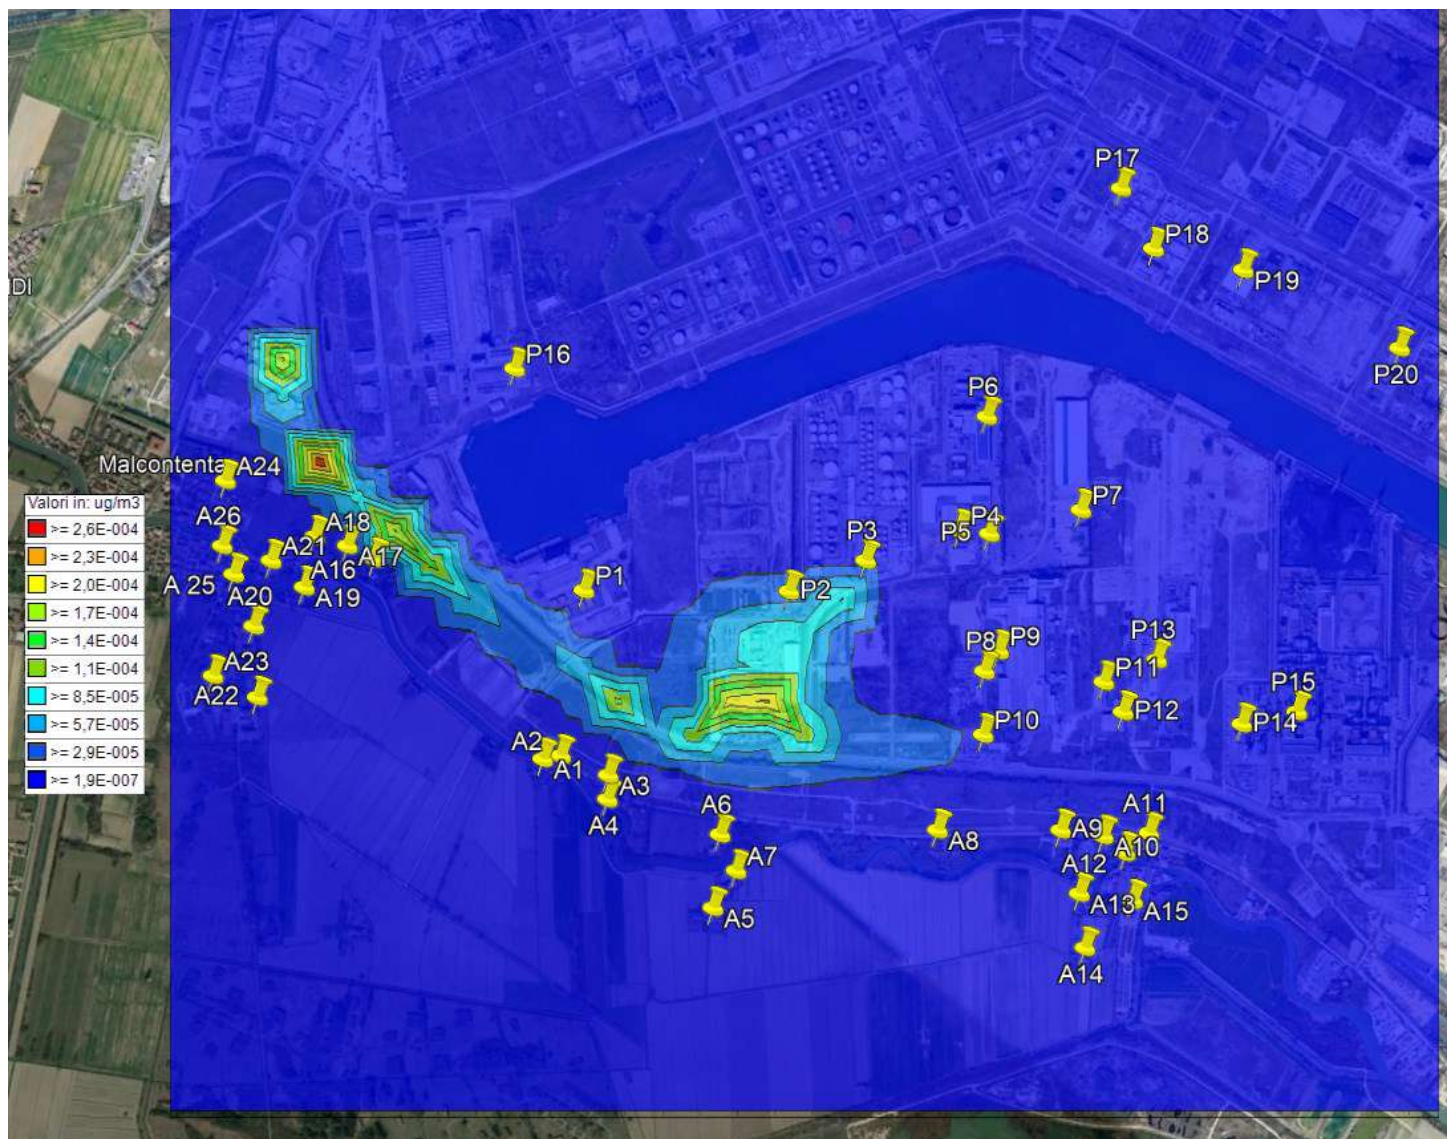 P17
P18
P19
P20
IDI
P16
P6
Malcontenta
A24
P7
Valori in: ug/m3
>= 2,6E-004
>= 2,3E-004
>= 2,0E-004
>= 1,7E-004
>= 1,4E-004
>= 1,1E-004
>= 8,5E-005
>= 5,7E-005
>= 2,9E-005
>= 1,9E-007
A26
A18
P4
P5
P3
A21
A17
A16
A 25
A20
A19
P1
P2
P8
P9
P13
A23
A22
P11
P12
P15
P14
P10
A2
A1
A3
A4
A6
A7
A5
A8
A9
A11
A10
A12
A13
A15
A14